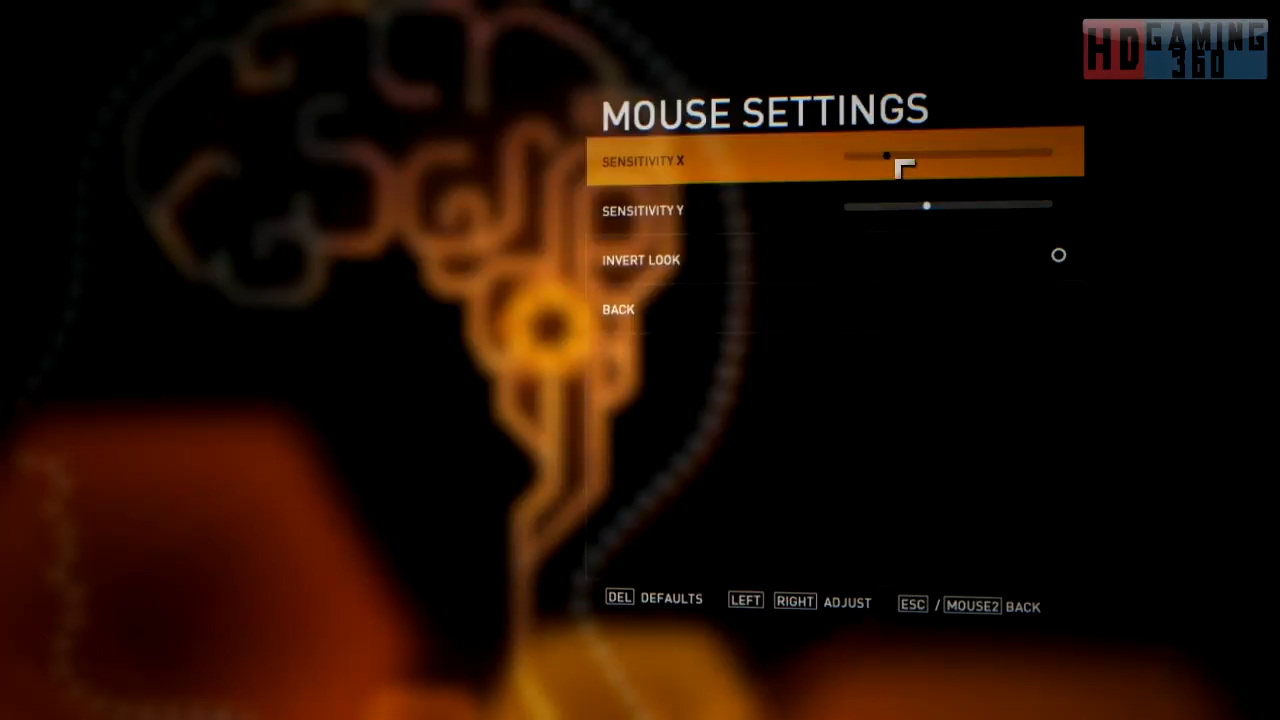 HD GAMING 360
MOUSE SETTINGS
SENSITIVITY X
SENSITIVITY Y
INVERT LOOK
BACK
DEL DEFAULTS LEFT RIGHT ADJUST ESC / MOUSE2 BACK